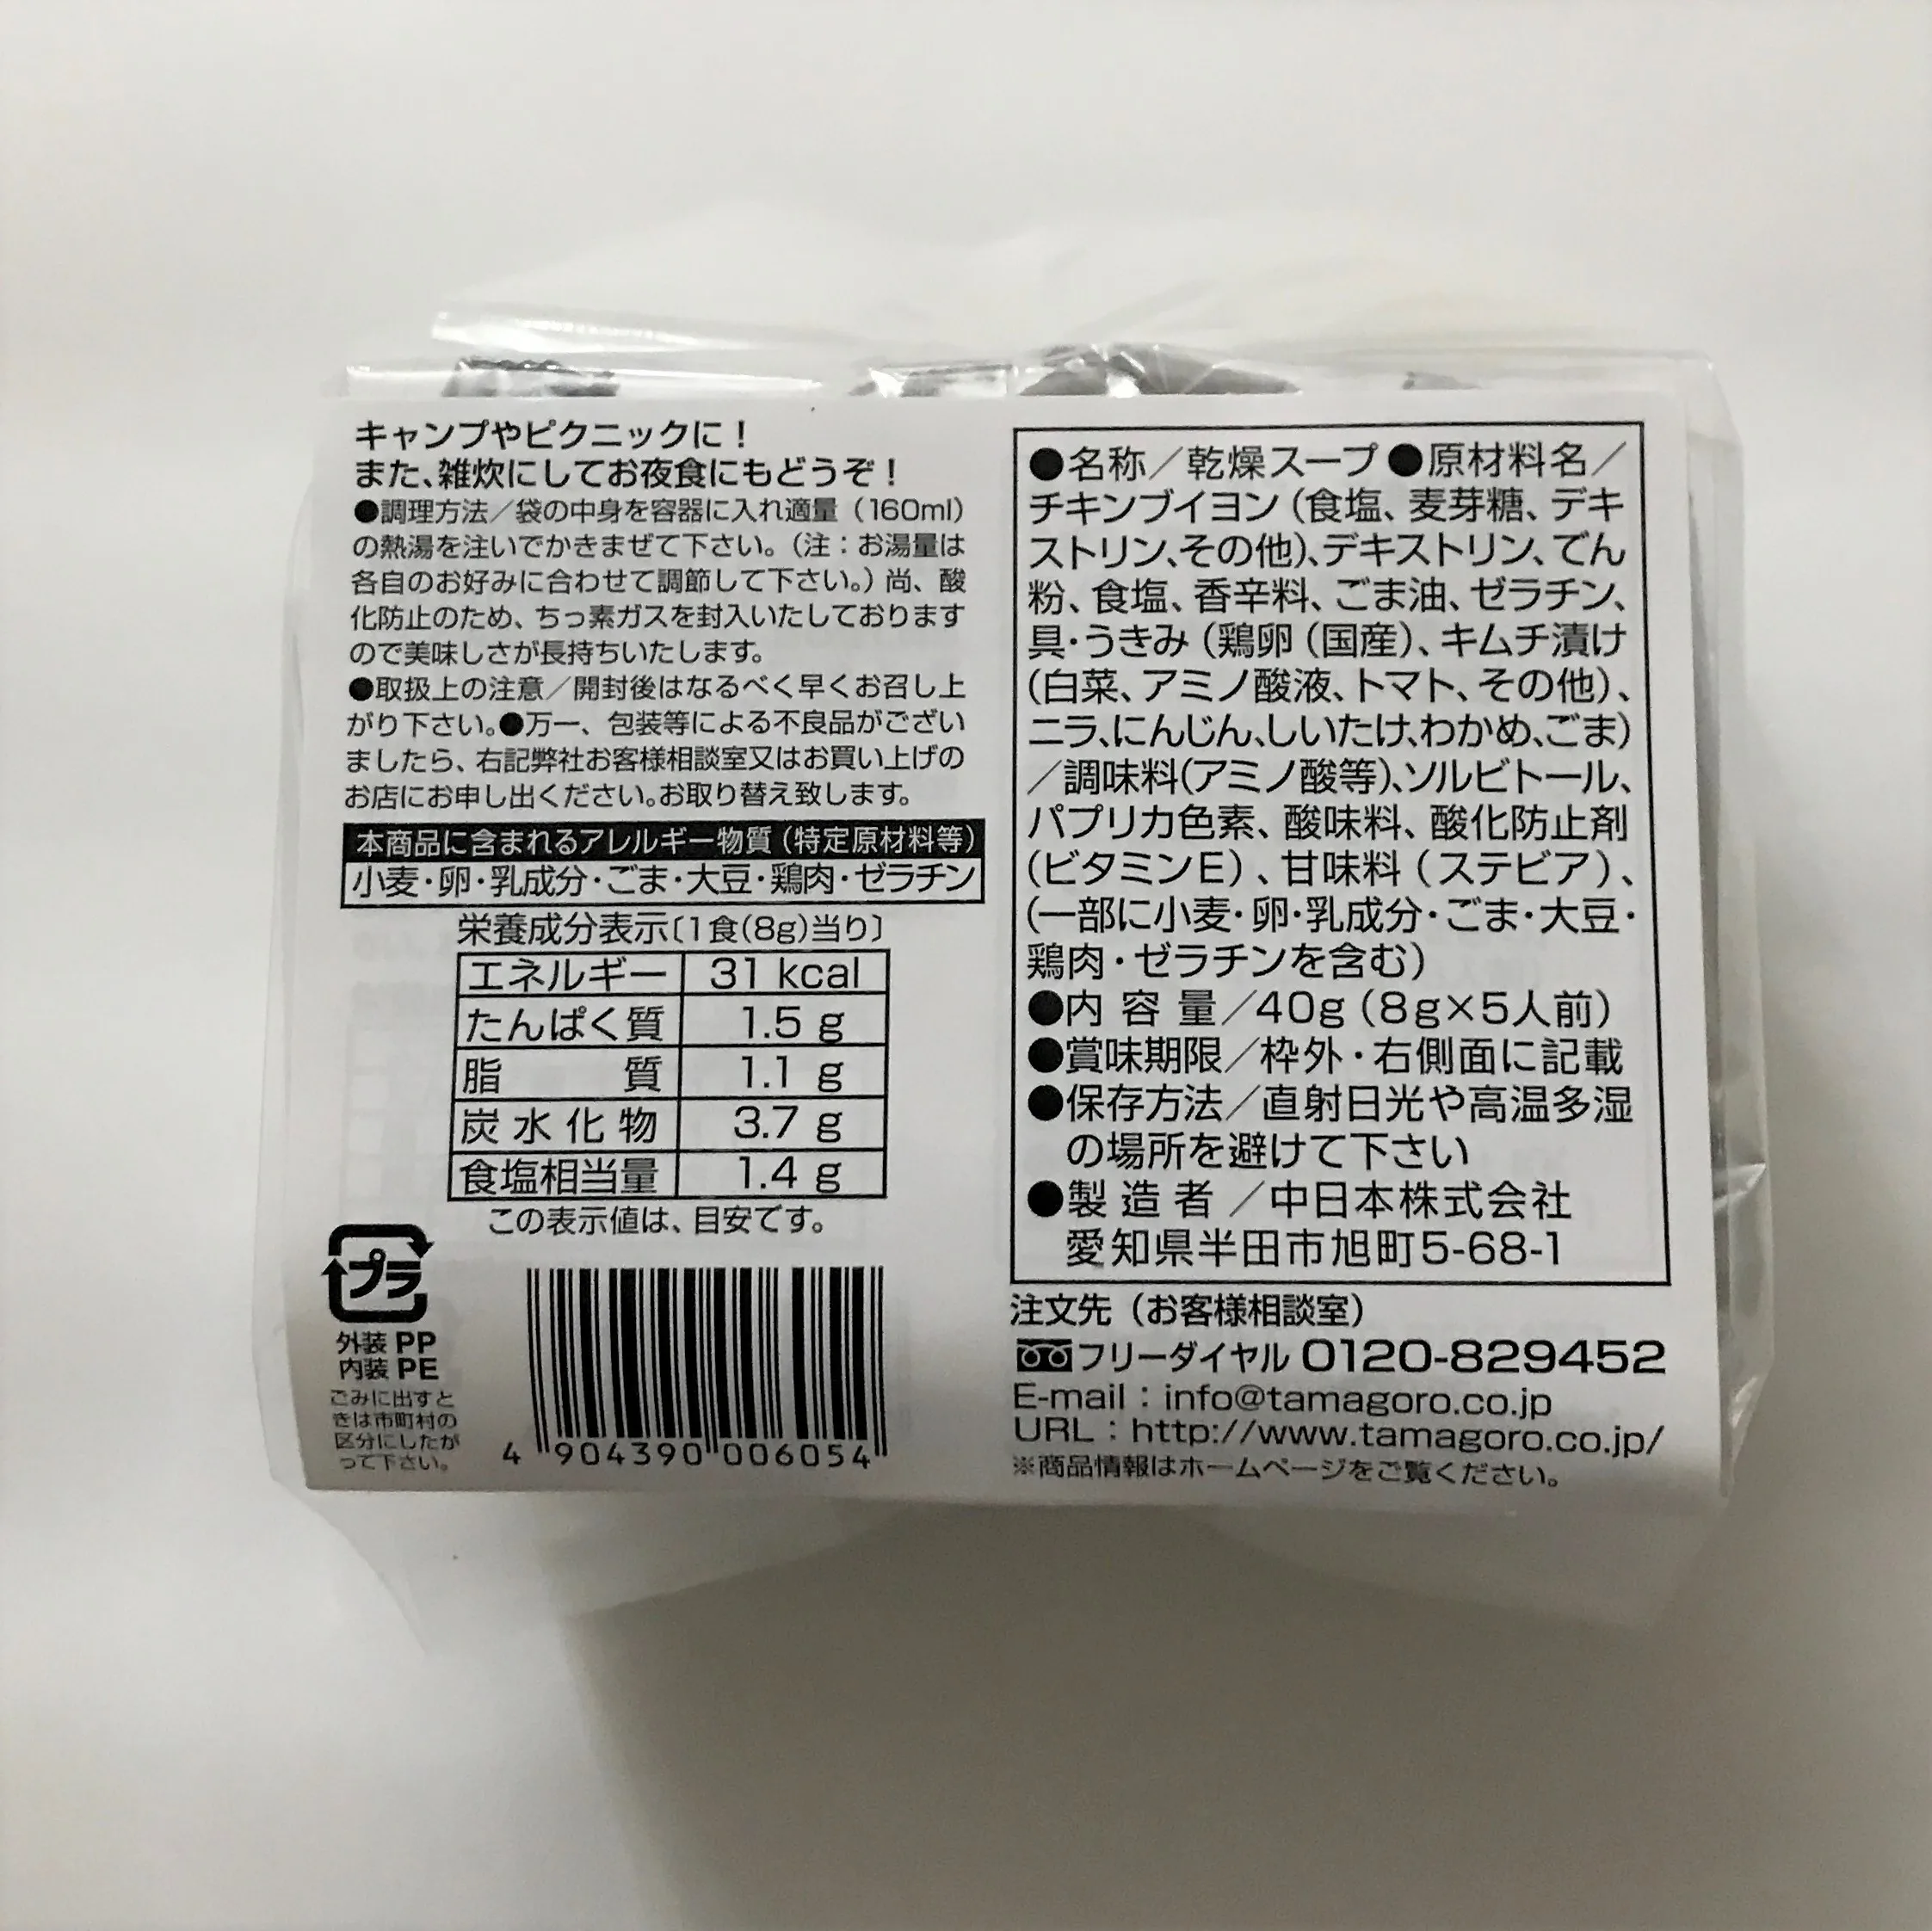 キャンプやピクニックに！
また、雑炊にしてお夜食にもどうぞ！
●調理方法／袋の中身を容器に入れ適量（160ml）
の熱湯を注いでかきまぜて下さい。（注：お湯量は
各自のお好みに合わせて調節して下さい。）尚、酸
化防止のため、ちっ素ガスを封入いたしております
ので美味しさが長持ちいたします。
●取扱上の注意／開封後はなるべく早くお召し上
がり下さい。●万一、包装等による不良品がござい
ましたら、右記弊社お客様相談室又はお買い上げの
お店にお申し出ください。お取り替え致します。
本商品に含まれるアレルギー物質（特定原材料等）
小麦・卵・乳成分・ごま・大豆・鶏肉・ゼラチン
栄養成分表示〔1食(8g)当り〕
エネルギー 31 kcal
たんぱく質 1.5 g
脂質 1.1 g
炭水化物 3.7 g
食塩相当量 1.4 g
この表示値は、目安です。
プラ
外装 PP
内装 PE
ごみに出すと
きは市町村の
区分にしたが
って下さい。
4 904390 006054
●名称／乾燥スープ●原材料名／
チキンブイヨン（食塩、麦芽糖、デキ
ストリン、その他）、デキストリン、でん
粉、食塩、香辛料、ごま油、ゼラチン、
具・うきみ（鶏卵（国産）、キムチ漬け
（白菜、アミノ酸液、トマト、その他）、
ニラ、にんじん、しいたけ、わかめ、ごま）
／調味料（アミノ酸等）、ソルビトール、
パプリカ色素、酸味料、酸化防止剤
（ビタミンE）、甘味料（ステビア）、
（一部に小麦・卵・乳成分・ごま・大豆・
鶏肉・ゼラチンを含む）
●内容量／40g（8g×5人前）
●賞味期限／枠外・右側面に記載
●保存方法／直射日光や高温多湿
の場所を避けて下さい
●製造者／中日本株式会社
愛知県半田市旭町5-68-1
注文先（お客様相談室）
フリーダイヤル 0120-829452
E-mail：info@tamagoro.co.jp
URL：http://www.tamagoro.co.jp/
※商品情報はホームページをご覧ください。